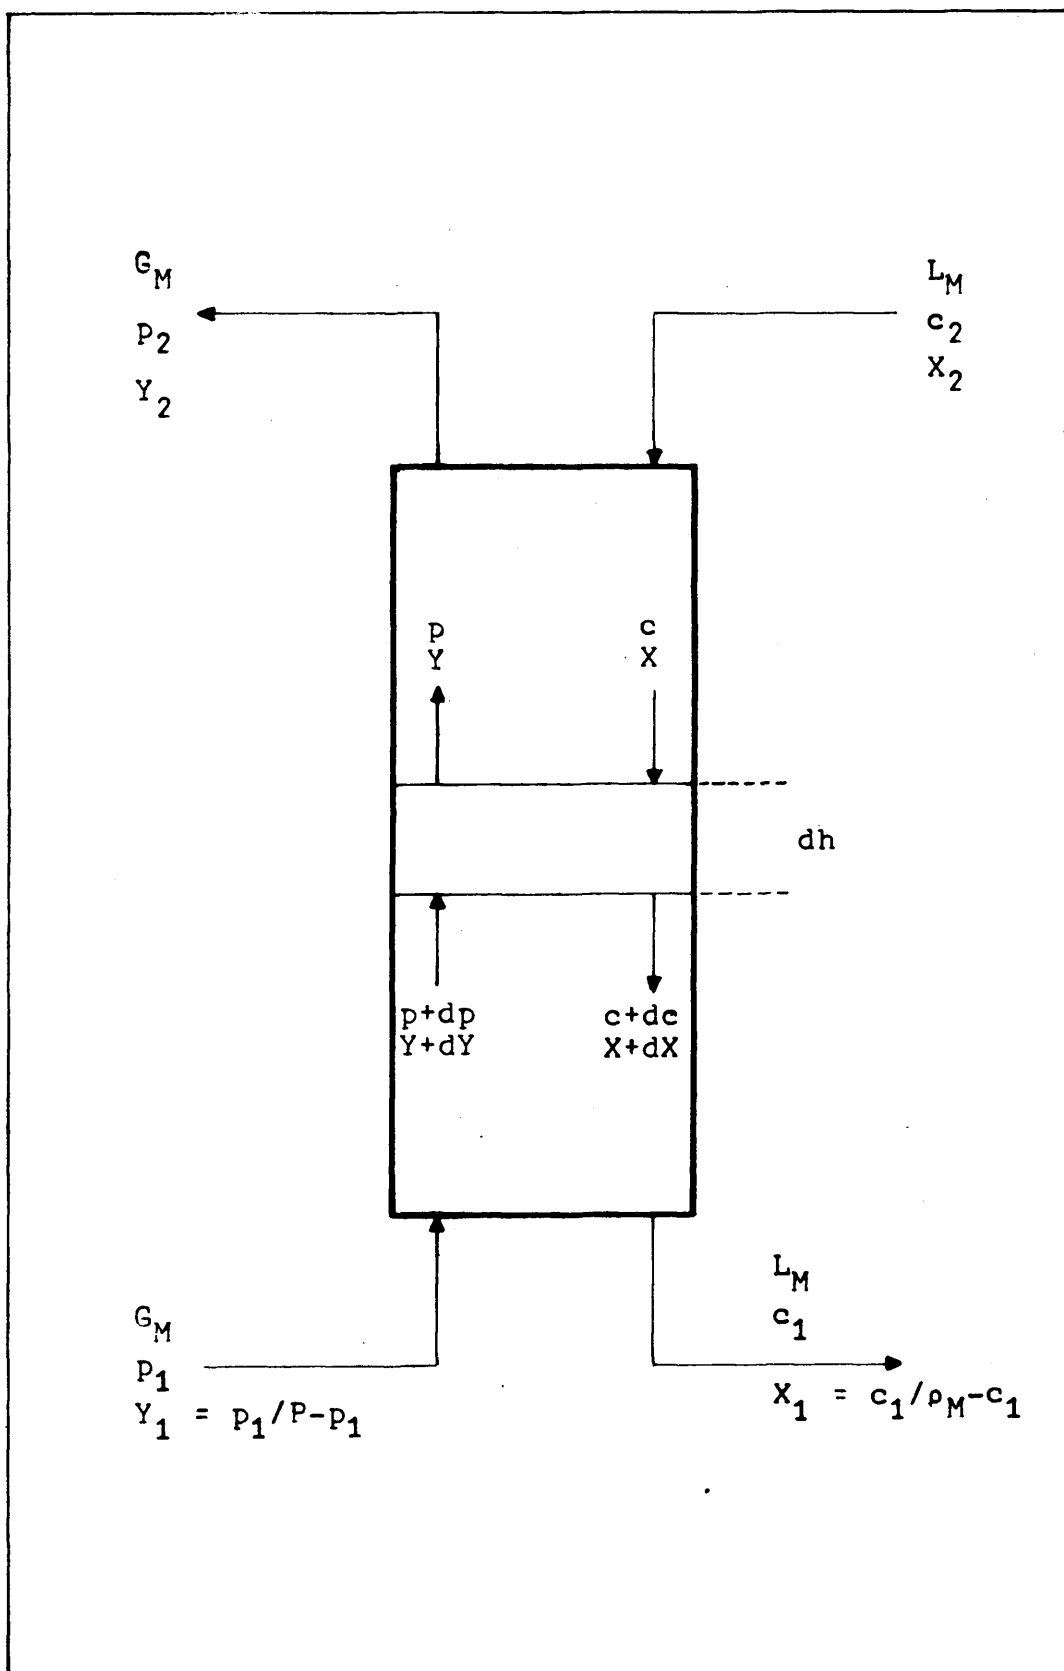 G_M
p_2
Y_2
L_M
c_2
X_2
p
Y
c
X
dh
p+dp
Y+dY
c+dc
X+dX
G_M
p_1
Y_1 = p_1/P-p_1
L_M
c_1
X_1 = c_1/ρ_M-c_1